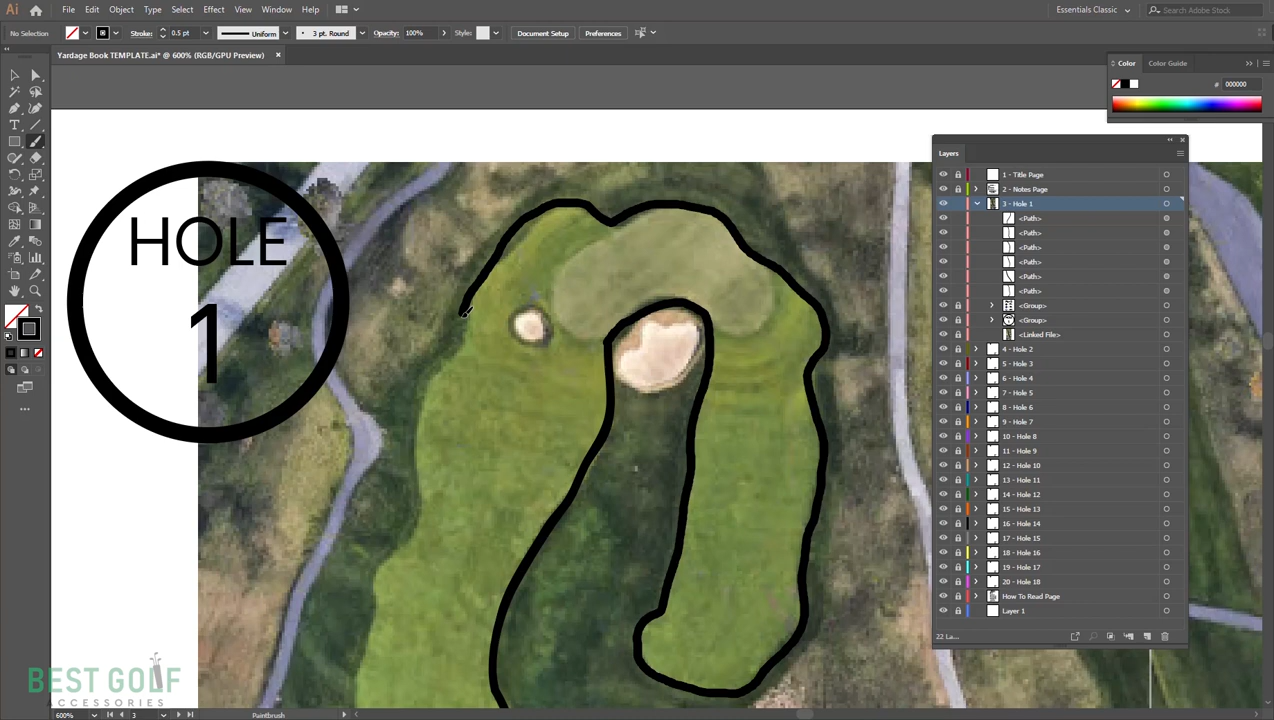 Ai File Edit Object Type Select Effect View Window Help Essentials Classic Search Adobe Stock
No Selection Stroke: 0.5 pt Uniform 3 pt. Round Opacity: 100% Style: Document Setup Preferences
Yardage Book TEMPLATE.ai* @ 600% (RGB/GPU Preview)
Color Color Guide
# 000000
Layers
1 - Title Page
2 - Notes Page
3 - Hole 1
<Path>
<Path>
<Path>
<Path>
<Path>
<Path>
<Group>
<Group>
<Linked File>
4 - Hole 2
5 - Hole 3
6 - Hole 4
7 - Hole 5
8 - Hole 6
9 - Hole 7
10 - Hole 8
11 - Hole 9
12 - Hole 10
13 - Hole 11
14 - Hole 12
15 - Hole 13
16 - Hole 14
17 - Hole 15
18 - Hole 16
19 - Hole 17
20 - Hole 18
How To Read Page
Layer 1
22 La...
HOLE
1
BEST GOLF
ACCESSORIES
600% 3 Paintbrush